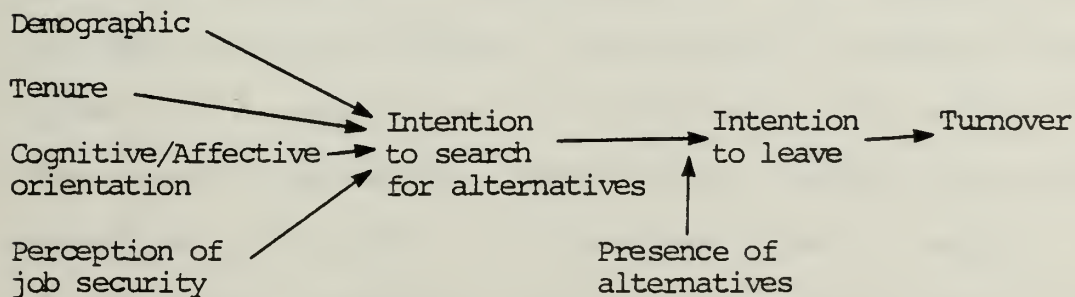 Demographic
Tenure
Cognitive/Affective
orientation
Perception of
job security
Intention
to search
for alternatives
Intention
to leave
Turnover
Presence of
alternatives